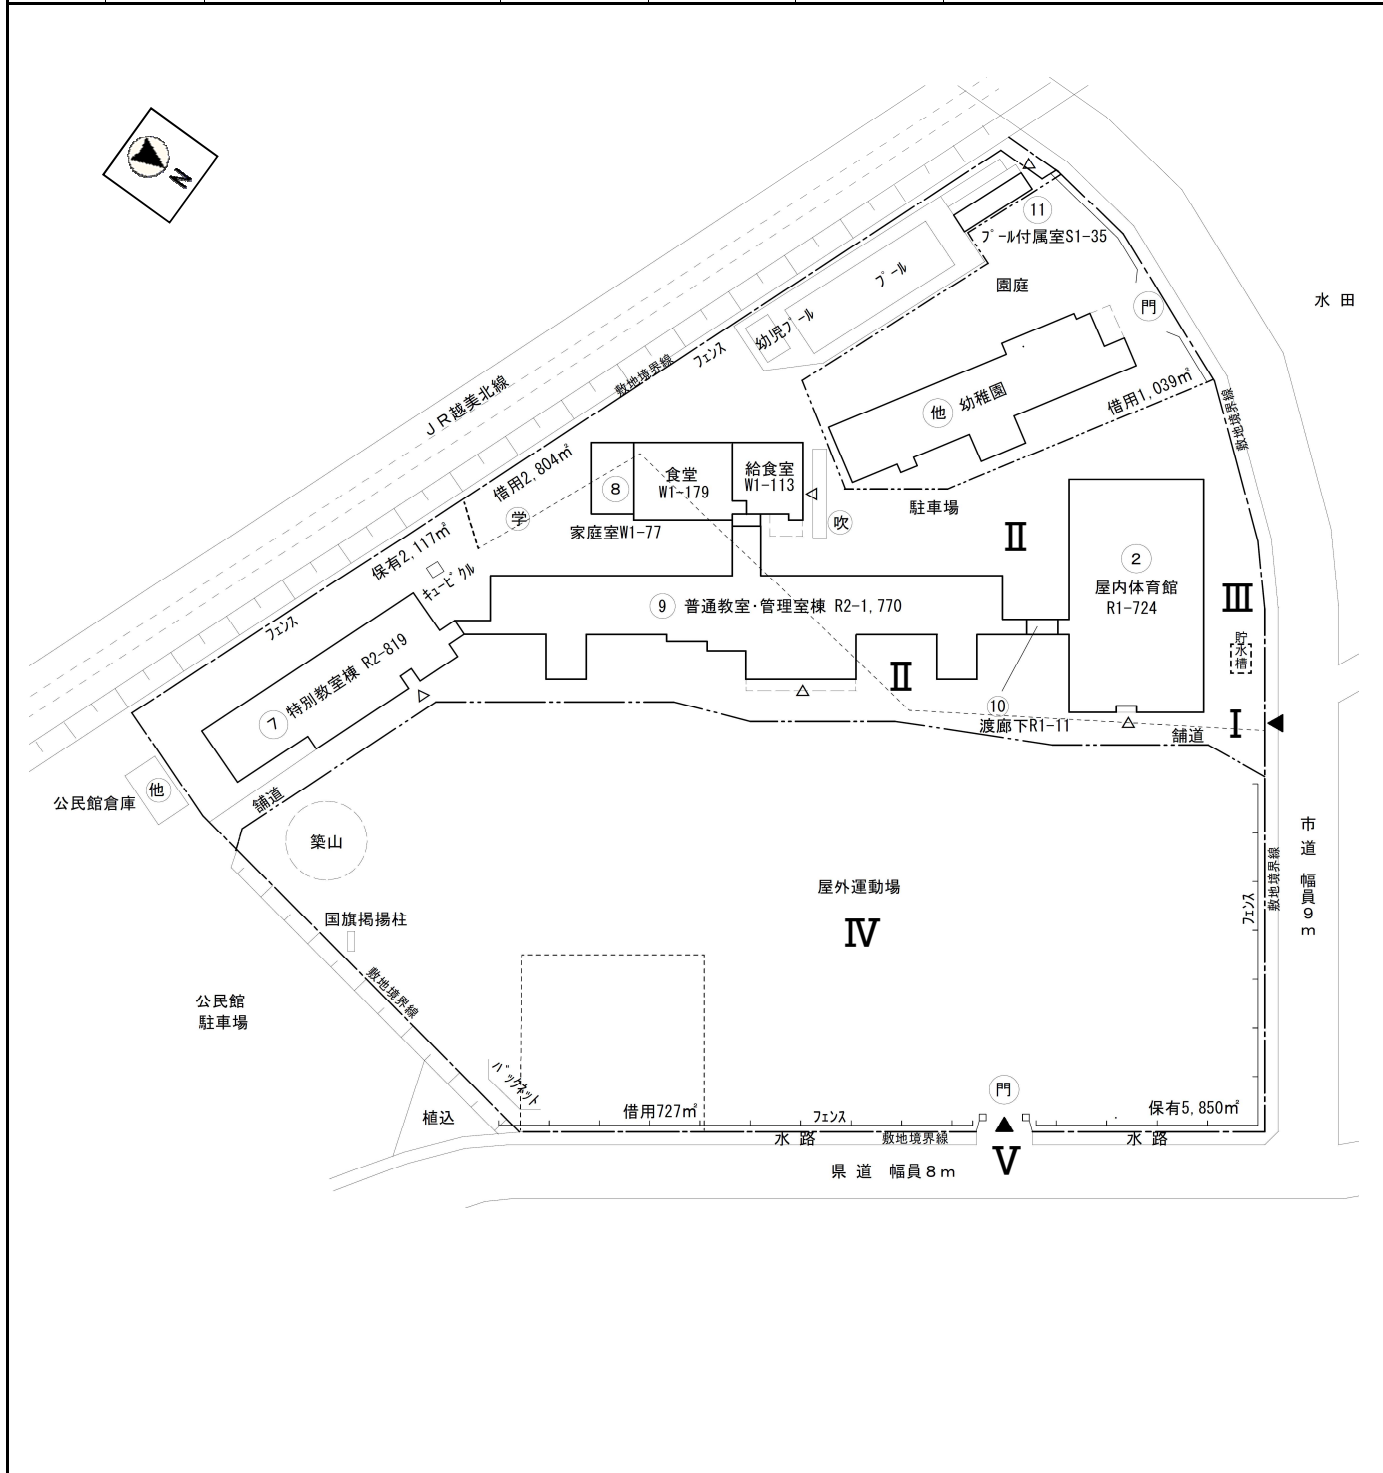 N
11
プール付属室S1-35
プール
園庭
門
水田
幼児プール
フェンス
敷地境界線
JR越美北線
借用1,039㎡
他 幼稚園
敷地境界線
借用2,804㎡
食堂
W1-179
給食室
W1-113
8
学
吹
駐車場
家庭室W1-77
Ⅱ
保有2,117㎡
キュービクル
2
屋内体育館
R1-724
9 普通教室・管理室棟 R2-1,770
Ⅲ
フェンス
貯水槽
7 特別教室棟 R2-819
Ⅱ
10
渡廊下R1-11
Ⅰ
舗道
公民館倉庫
他
舗道
築山
市道 幅員9m
屋外運動場
敷地境界線
フェンス
国旗掲揚柱
Ⅳ
敷地境界線
公民館
駐車場
バックネット
門
植込
借用727㎡
フェンス
保有5,850㎡
水路
敷地境界線
水路
県道 幅員8m
Ⅴ